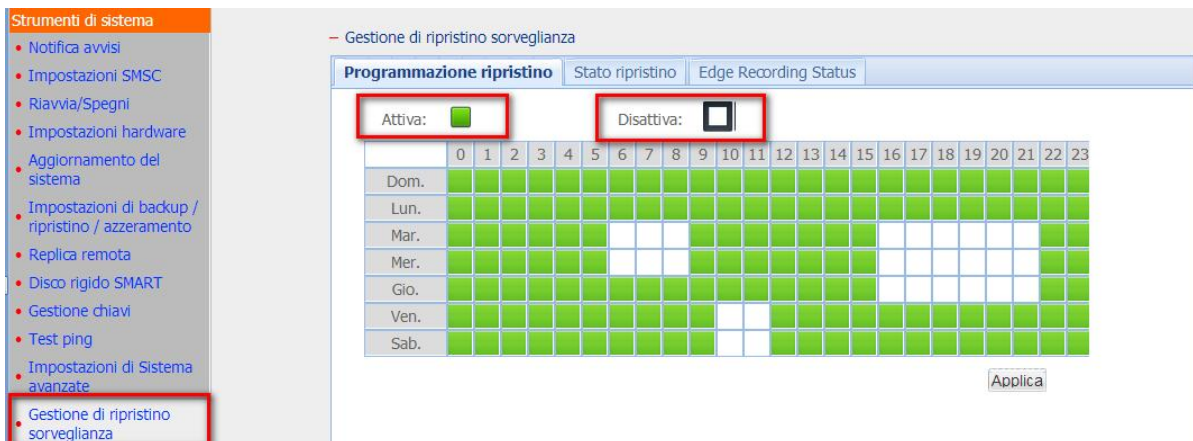 Strumenti di sistema
Notifica avvisi
Impostazioni SMSC
Riavvia/Spegni
Impostazioni hardware
Aggiornamento del
sistema
Impostazioni di backup /
ripristino / azzeramento
Replica remota
Disco rigido SMART
Gestione chiavi
Test ping
Impostazioni di Sistema
avanzate
Gestione di ripristino
sorveglianza
Gestione di ripristino sorveglianza
Programmazione ripristino Stato ripristino Edge Recording Status
Attiva: Disattiva:
0 1 2 3 4 5 6 7 8 9 10 11 12 13 14 15 16 17 18 19 20 21 22 23
Dom.
Lun.
Mar.
Mer.
Gio.
Ven.
Sab.
Applica